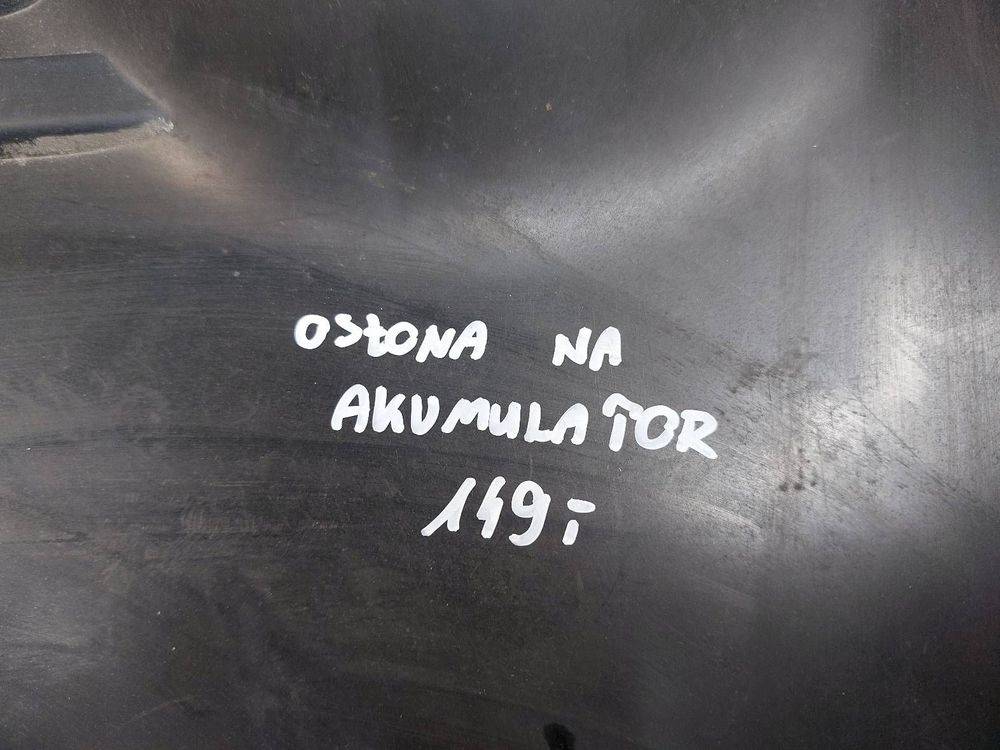 OSŁONA NA
AKUMULATOR
149,-